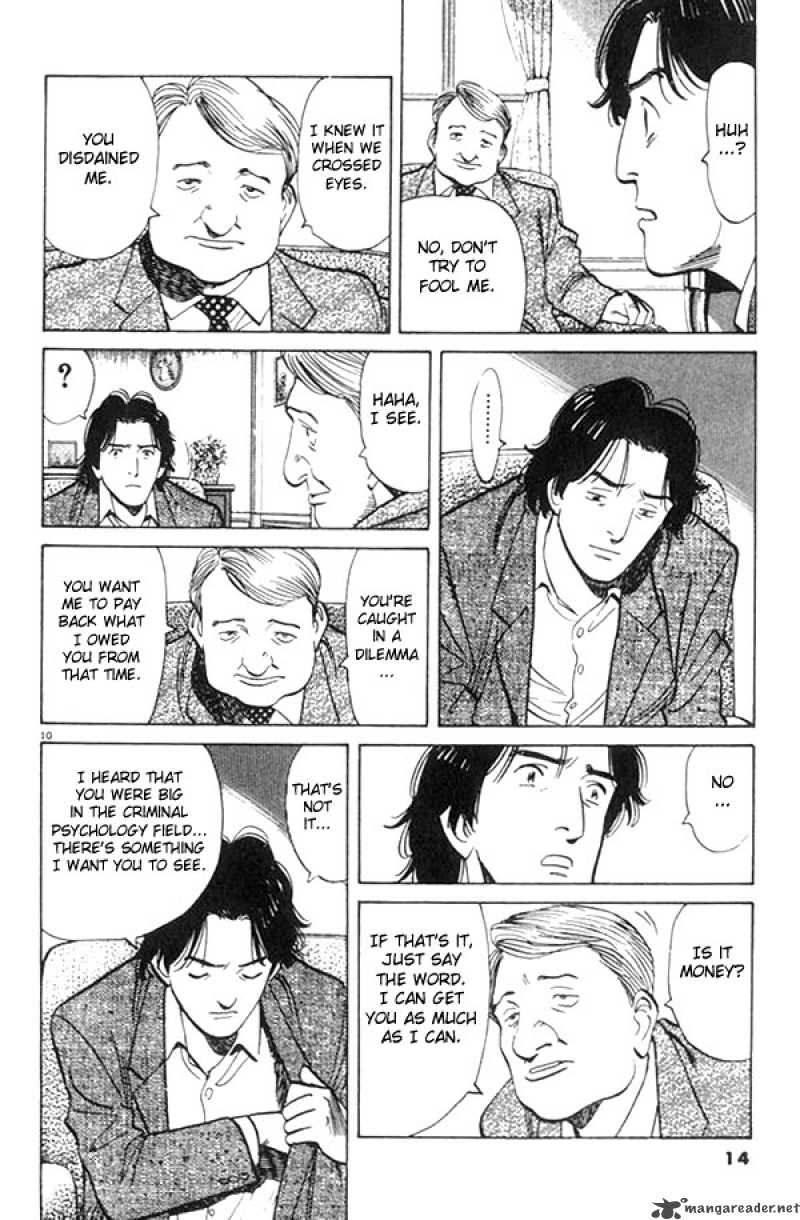 HUH
...?
NO, DON'T
TRY TO
FOOL ME.
I KNEW IT
WHEN WE
CROSSED
EYES.
YOU
DISDAINED
ME.
.......
HAHA,
I SEE.
?
YOU'RE
CAUGHT
IN A
DILEMMA
...
YOU WANT
ME TO PAY
BACK WHAT
I OWED
YOU FROM
THAT TIME.
10
NO
...
IS IT
MONEY?
IF THAT'S IT,
JUST SAY
THE WORD.
I CAN GET
YOU AS MUCH
AS I CAN.
THAT'S
NOT
IT...
I HEARD THAT
YOU WERE BIG
IN THE CRIMINAL
PSYCHOLOGY FIELD...
THERE'S SOMETHING
I WANT YOU TO SEE.
14
mangareader.net